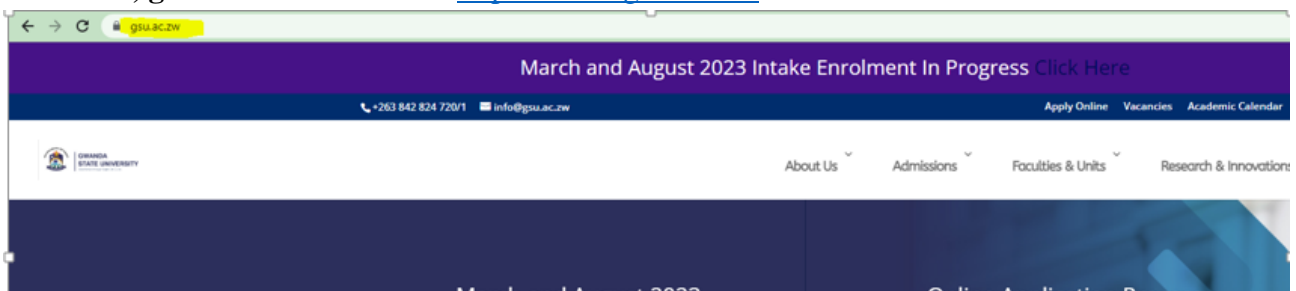 gsu.ac.zw
March and August 2023 Intake Enrolment In Progress Click Here
+263 842 824 720/1 info@gsu.ac.zw Apply Online Vacancies Academic Calendar
GWANDA
STATE UNIVERSITY
About Us Admissions Faculties & Units Research & Innovations